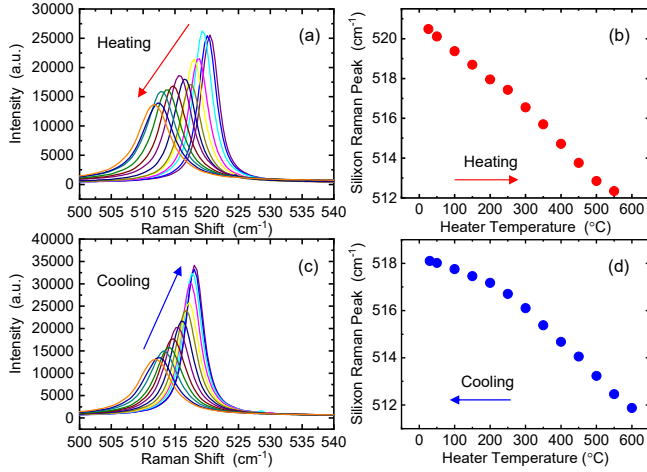 30000
25000
20000
15000
10000
5000
0
Intensity (a.u.)
Heating
(a)
500 505 510 515 520 525 530 535 540
Raman Shift (cm-1)
520
518
516
514
512
Silixon Raman Peak (cm-1)
(b)
Heating
0 100 200 300 400 500 600
Heater Temperature (°C)
40000
35000
30000
25000
20000
15000
10000
5000
0
Intensity (a.u.)
Cooling
(c)
500 505 510 515 520 525 530 535 540
Raman Shift (cm-1)
518
516
514
512
Silixon Raman Peak (cm-1)
(d)
Cooling
0 100 200 300 400 500 600
Heater Temperature (°C)